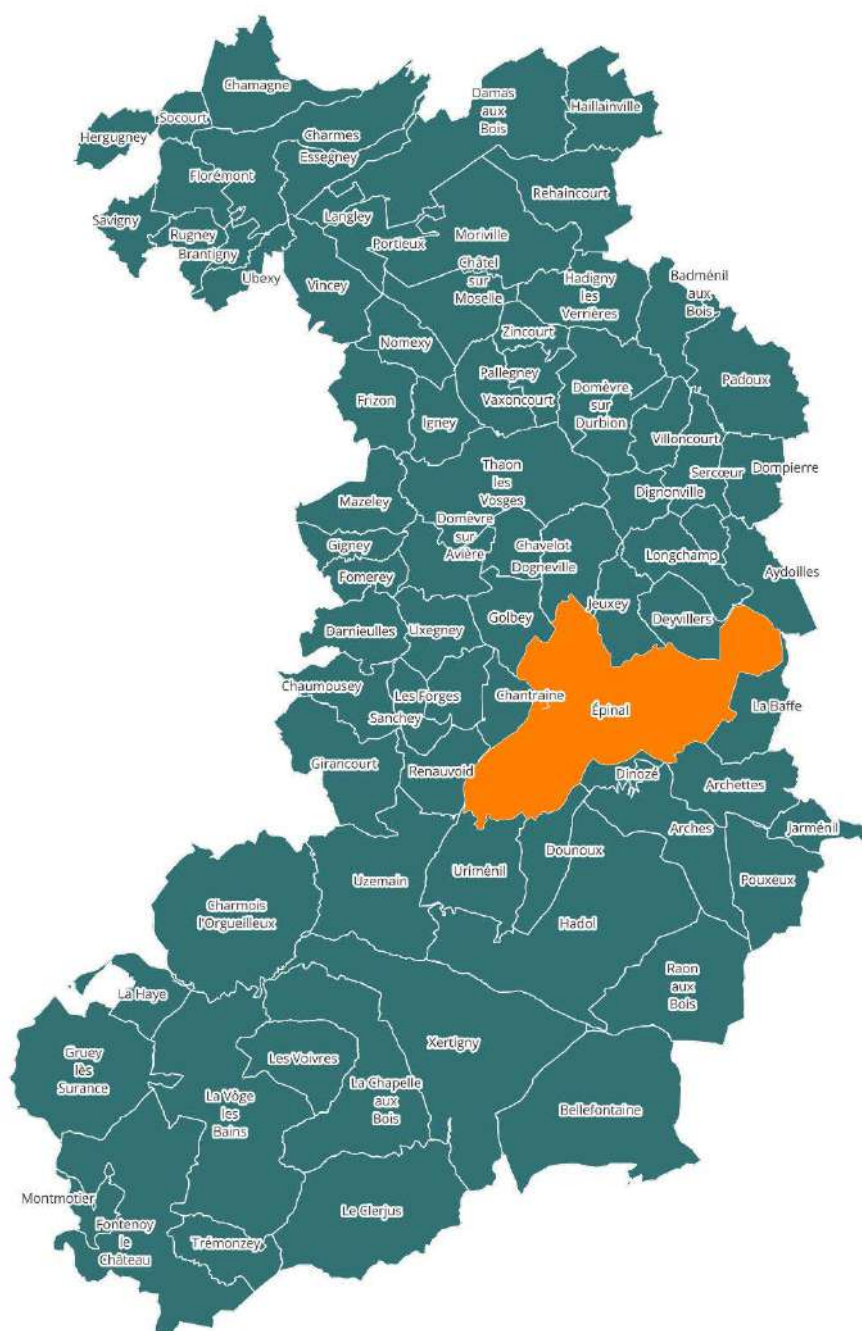 Chamagne
Damas
aux
Bois
Haillainville
Socourt
Hergugney
Charmes
Essegney
Florémont
Rehaincourt
Savigny
Langley
Rugney
Portieux
Moriville
Brantigny
Ubexy
Châtel
sur
Moselle
Hadigny
les
Verrières
Badménil
aux
Bois
Vincey
Zincourt
Nomexy
Pallegney
Padoux
Frizon
Vaxoncourt
Domèvre
sur
Durbion
Igney
Villoncourt
Thaon
les
Vosges
Sercœur
Dompierre
Dignonville
Mazeley
Domèvre
sur
Avière
Gigney
Chavelot
Longchamp
Fomerey
Dogneville
Aydoilles
Jeuxey
Golbey
Deyvillers
Darnieulles
Uxegney
Chaumousey
Les Forges
Chantraine
Épinal
La Baffe
Sanchey
Girancourt
Renauvoid
Dinozé
Archettes
Arches
Jarménil
Dounoux
Uriménil
Uzemain
Pouxeux
Charmois
l'Orgueilleux
Hadol
Raon
aux
Bois
La Haye
Xertigny
Gruey
lès
Surance
Les Voivres
La Vôge
les
Bains
La Chapelle
aux
Bois
Bellefontaine
Montmotier
Le Clerjus
Fontenoy
le
Château
Trémonzey